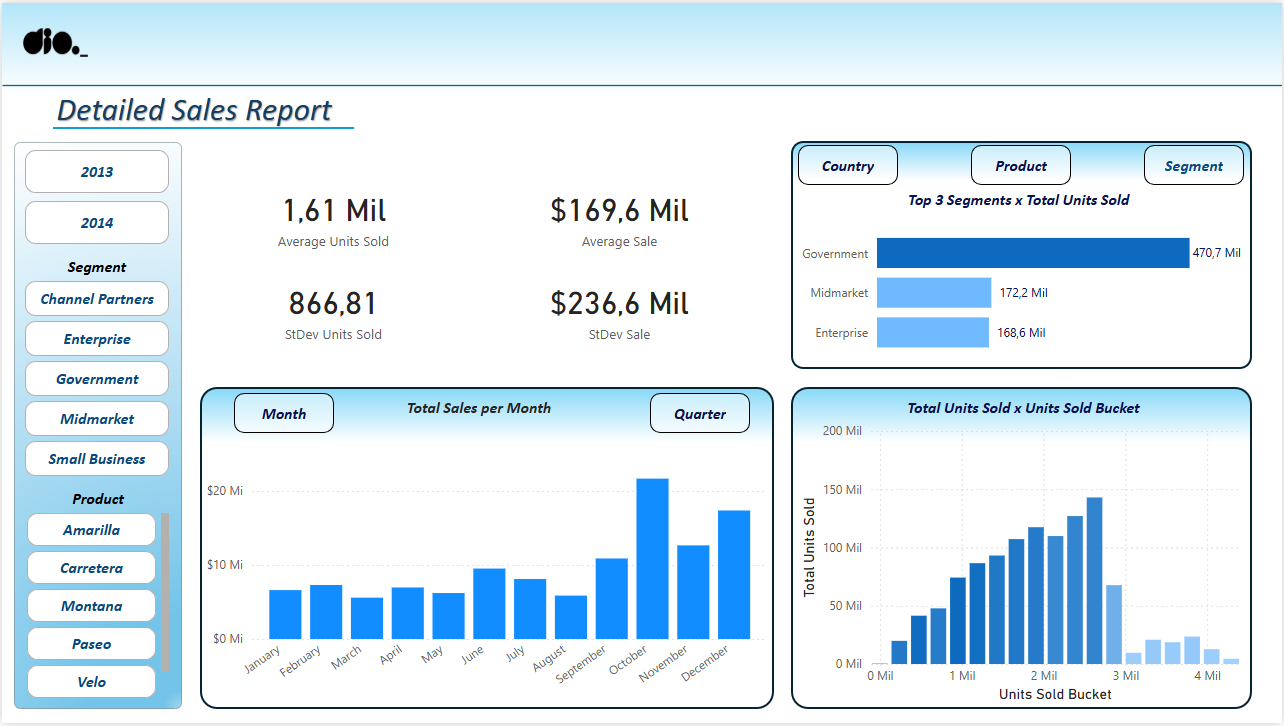 dio._
Detailed Sales Report
2013
2014
Segment
Channel Partners
Enterprise
Government
Midmarket
Small Business
Product
Amarilla
Carretera
Montana
Paseo
Velo
1,61 Mil
Average Units Sold
$169,6 Mil
Average Sale
866,81
StDev Units Sold
$236,6 Mil
StDev Sale
Country
Product
Segment
Top 3 Segments x Total Units Sold
Government
470,7 Mil
Midmarket
172,2 Mil
Enterprise
168,6 Mil
Month
Total Sales per Month
Quarter
$20 Mi
$10 Mi
$0 Mi
January
February
March
April
May
June
July
August
September
October
November
December
Total Units Sold x Units Sold Bucket
Total Units Sold
200 Mil
150 Mil
100 Mil
50 Mil
0 Mil
0 Mil
1 Mil
2 Mil
3 Mil
4 Mil
Units Sold Bucket